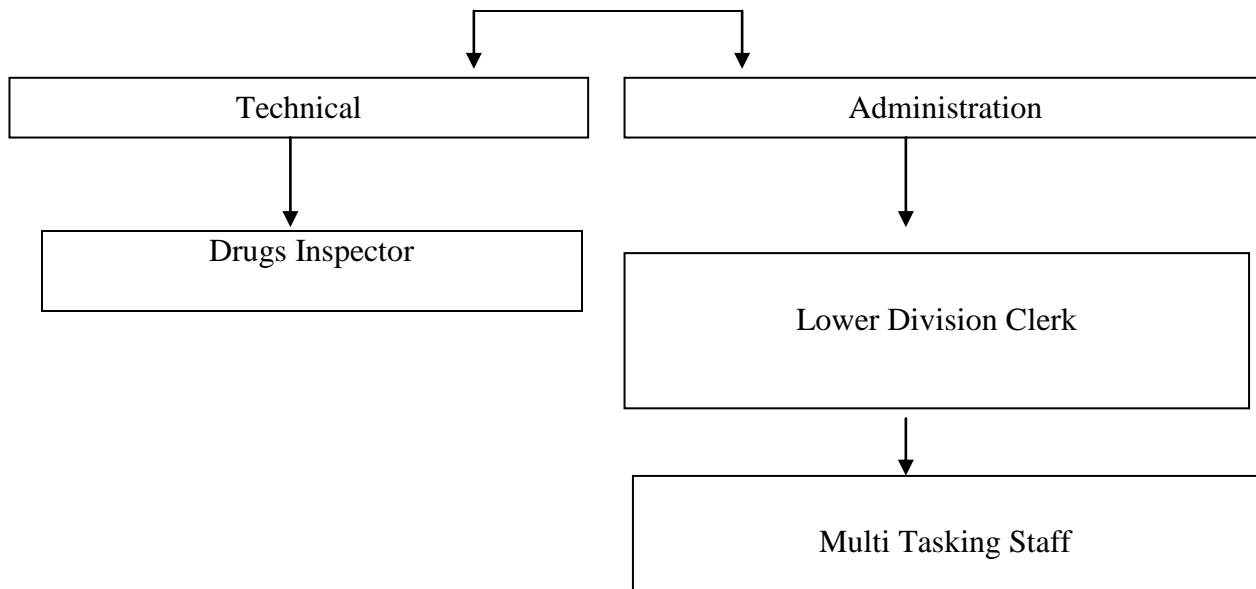 Technical
Administration
Drugs Inspector
Lower Division Clerk
Multi Tasking Staff